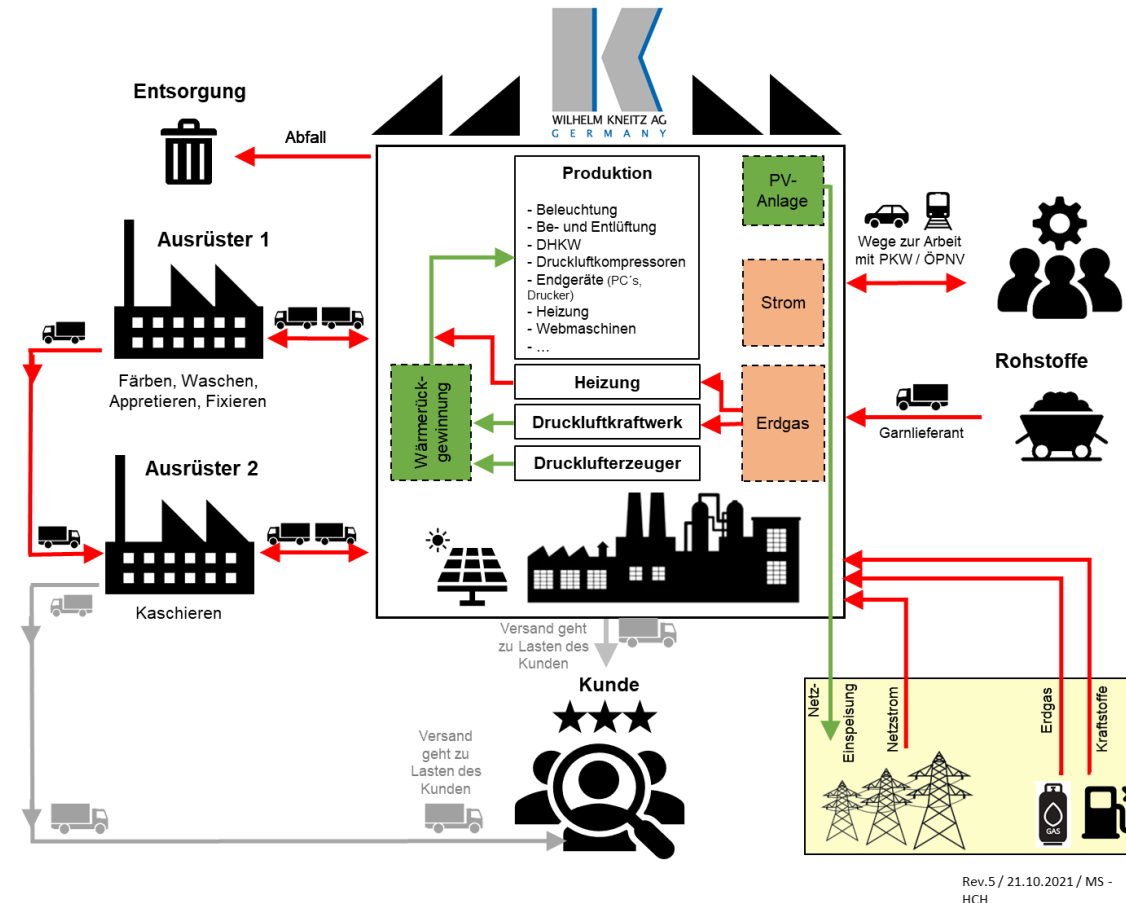 WILHELM KNEITZ AG
GERMANY
Entsorgung
Abfall
Produktion
- Beleuchtung
- Be- und Entlüftung
- DHKW
- Druckluftkompressoren
- Endgeräte (PC´s,
Drucker)
- Heizung
- Webmaschinen
- ...
PV-
Anlage
Wege zur Arbeit
mit PKW / ÖPNV
Ausrüster 1
Färben, Waschen,
Appretieren, Fixieren
Strom
Rohstoffe
Garnlieferant
Wärmerück-
gewinnung
Heizung
Druckluftkraftwerk
Drucklufterzeuger
Erdgas
Ausrüster 2
Kaschieren
Versand geht
zu Lasten des
Kunden
Kunde
Versand
geht zu
Lasten des
Kunden
Netz-
Einspeisung
Netzstrom
Erdgas
Kraftstoffe
GAS
Rev.5 / 21.10.2021 / MS -
HCH